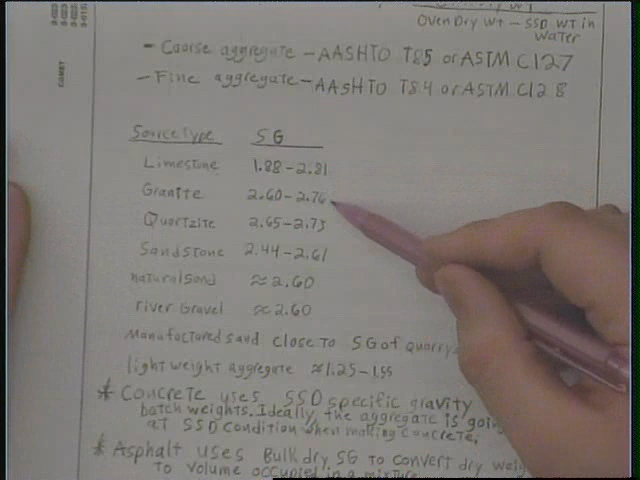 Oven Dry Wt - SSD WT in
Water
- Coarse aggregate - AASHTO T85 or ASTM C127
- Fine aggregate - AASHTO T84 or ASTM C128
COMET
Source Type SG
Limestone 1.88 - 2.81
Granite 2.60 - 2.76
Quartzite 2.65 - 2.73
Sandstone 2.44 - 2.61
natural sand ≈ 2.60
river Gravel ≈ 2.60
Manufactured sand close to SG of Quarry
light weight aggregate ≈ 1.25 - 1.55
* Concrete uses SSD specific gravity
batch weights. Ideally, the aggregate is going
at SSD Condition when making Concrete,
* Asphalt uses Bulk dry SG to convert dry
to volume occupied in a mixture